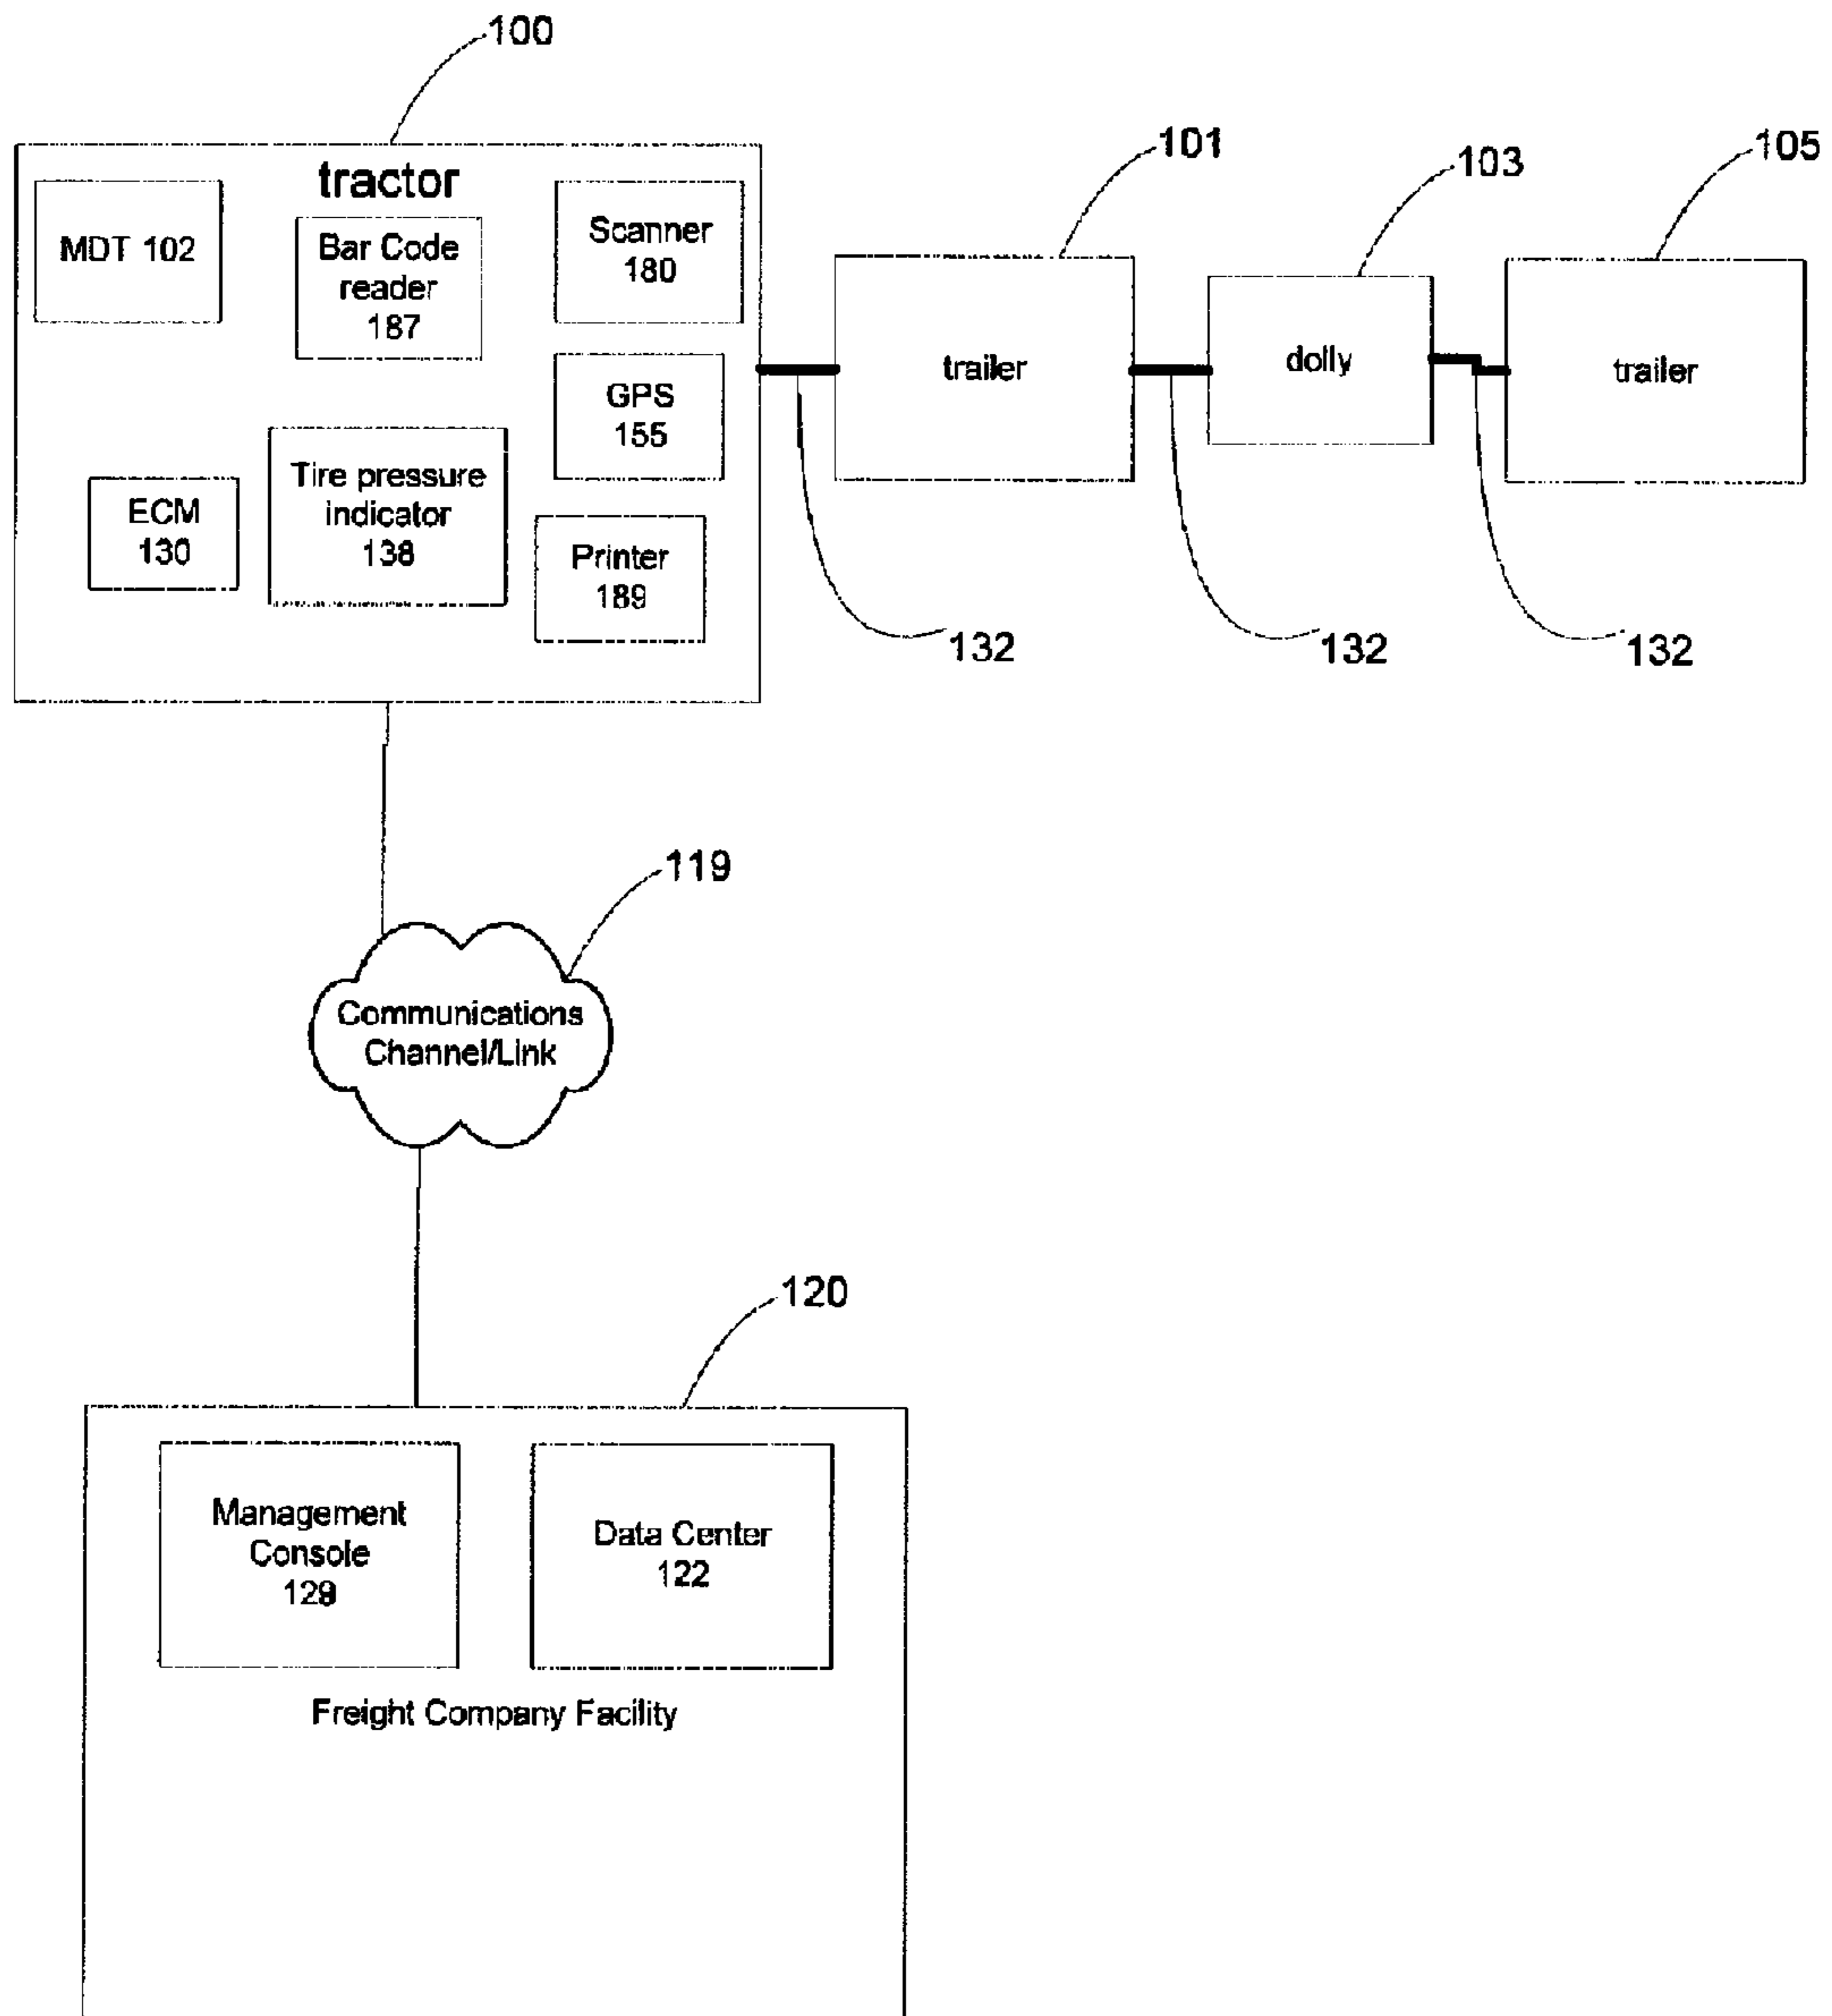 100
101
103
105
tractor
MDT 102
Bar Code
reader
187
Scanner
180
GPS
155
trailer
dolly
trailer
ECM
130
Tire pressure
indicator
138
Printer
189
132
132
132
119
Communications
Channel/Link
120
Management
Console
129
Data Center
122
Freight Company Facility